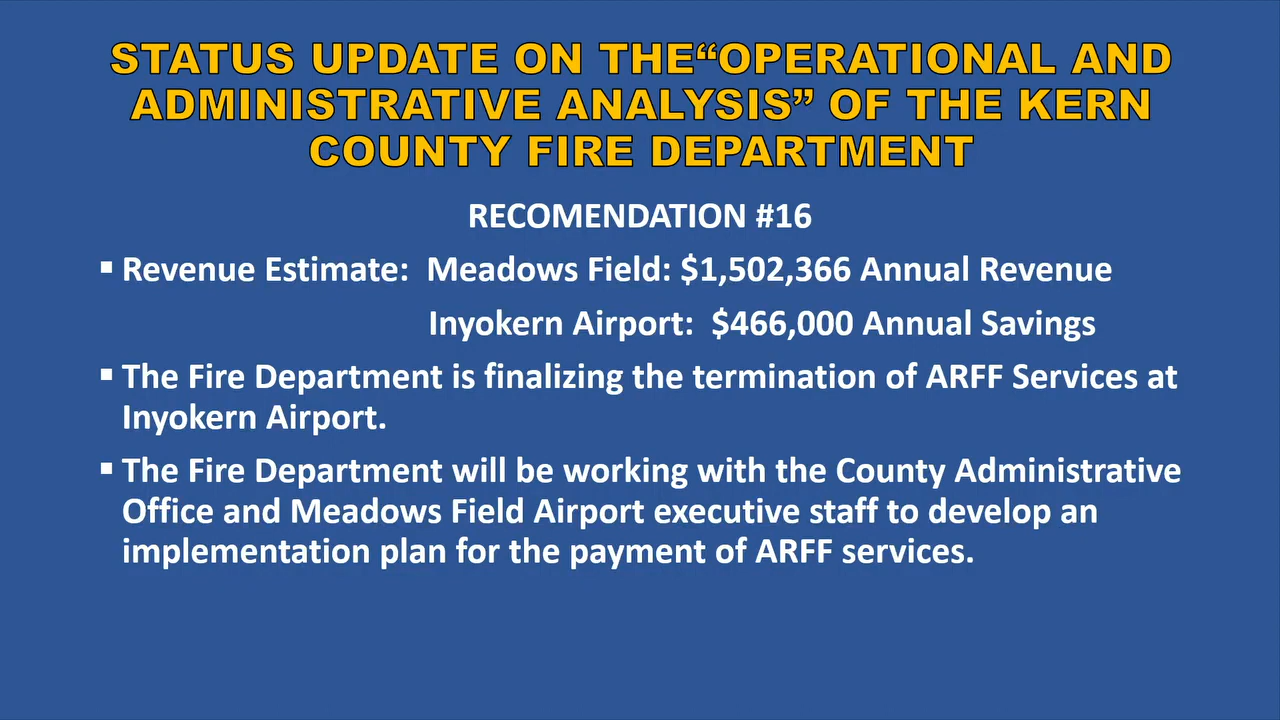 STATUS UPDATE ON THE“OPERATIONAL AND
ADMINISTRATIVE ANALYSIS” OF THE KERN
COUNTY FIRE DEPARTMENT
RECOMENDATION #16
▪ Revenue Estimate: Meadows Field: $1,502,366 Annual Revenue
Inyokern Airport: $466,000 Annual Savings
▪ The Fire Department is finalizing the termination of ARFF Services at
Inyokern Airport.
▪ The Fire Department will be working with the County Administrative
Office and Meadows Field Airport executive staff to develop an
implementation plan for the payment of ARFF services.